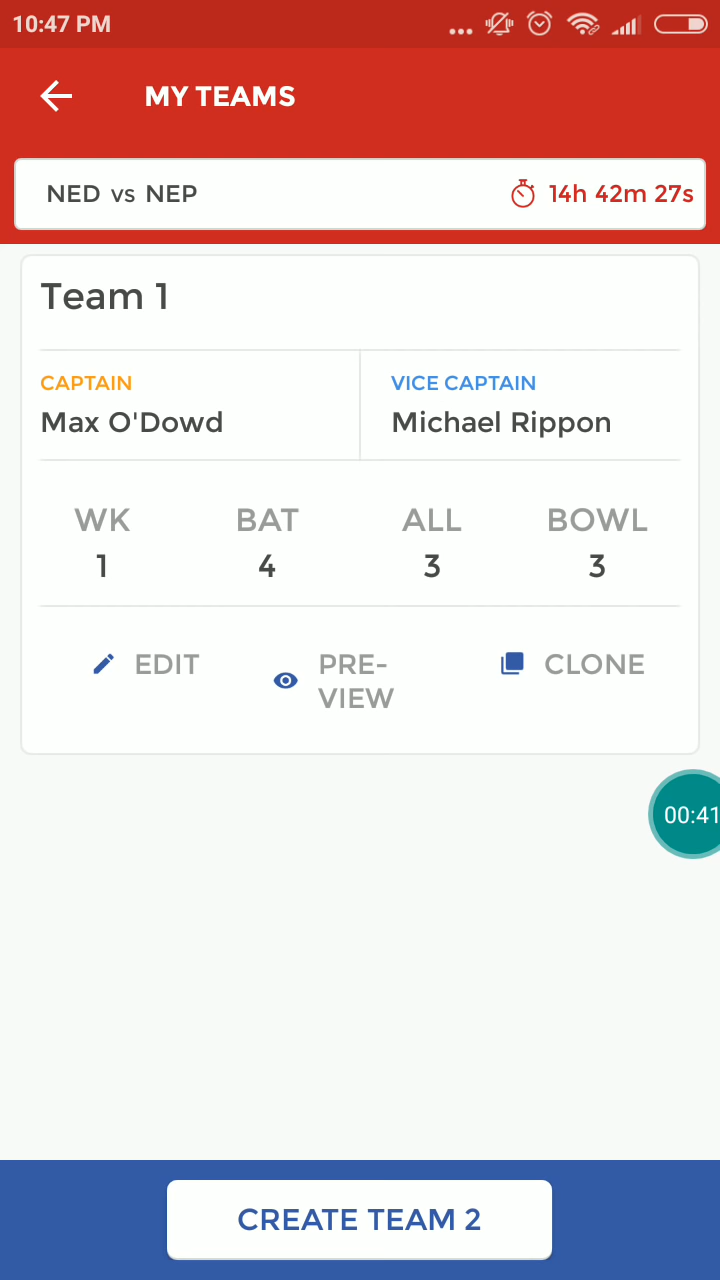 10:47 PM
MY TEAMS
NED vs NEP 14h 42m 27s
Team 1
CAPTAIN VICE CAPTAIN
Max O'Dowd Michael Rippon
WK BAT ALL BOWL
1 4 3 3
EDIT PRE-
VIEW CLONE
00:41
CREATE TEAM 2